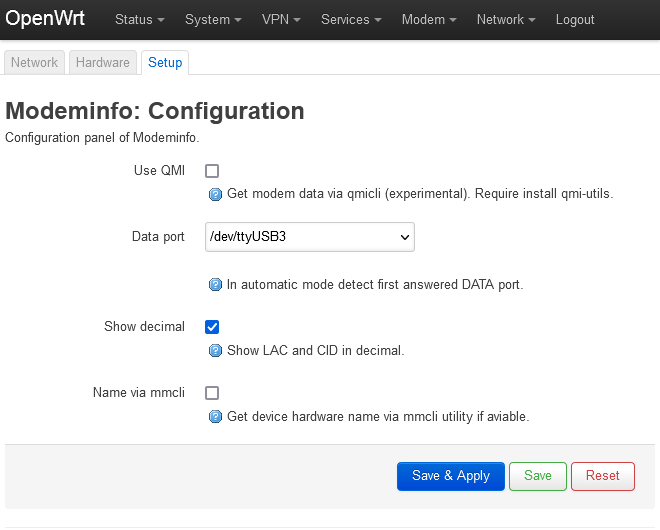 OpenWrt Status System VPN Services Modem Network Logout
Network Hardware Setup
Modeminfo: Configuration
Configuration panel of Modeminfo.
Use QMI
Get modem data via qmicli (experimental). Require install qmi-utils.
Data port /dev/ttyUSB3
In automatic mode detect first answered DATA port.
Show decimal
Show LAC and CID in decimal.
Name via mmcli
Get device hardware name via mmcli utility if aviable.
Save & Apply Save Reset